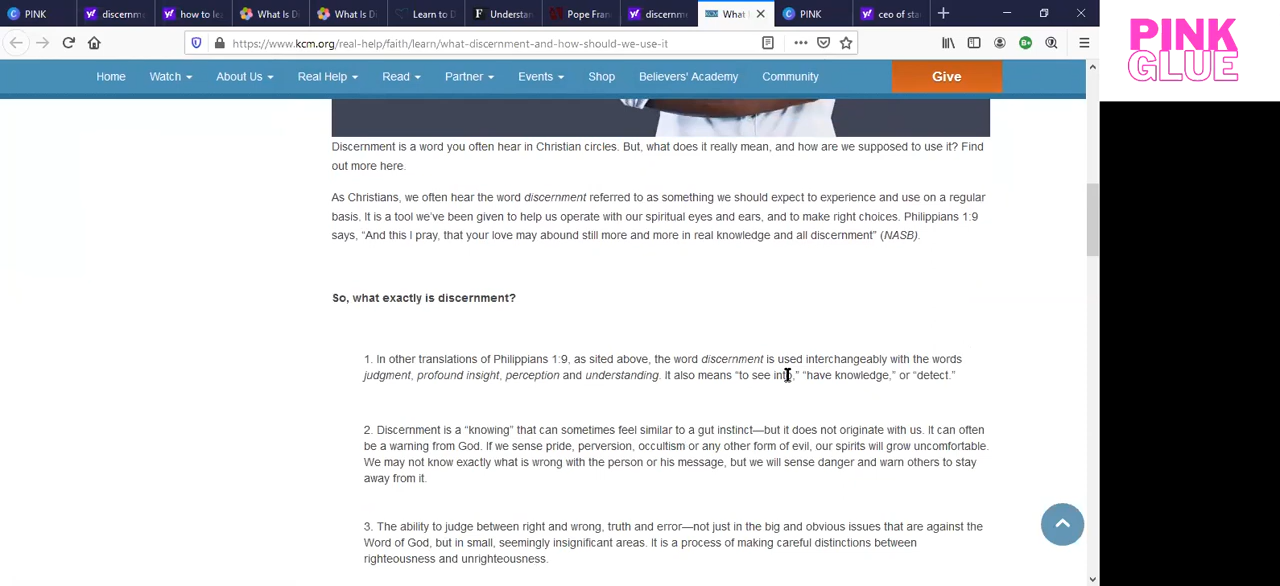 PINK
discernm
how to lea
What Is Di
What Is Di
Learn to D
Understan
Pope Fran
discernm
What I
PINK
ceo of sta
https://www.kcm.org/real-help/faith/learn/what-discernment-and-how-should-we-use-it
Home Watch About Us Real Help Read Partner Events Shop Believers' Academy Community Give
PINK
GLUE
Discernment is a word you often hear in Christian circles. But, what does it really mean, and how are we supposed to use it? Find
out more here.
As Christians, we often hear the word discernment referred to as something we should expect to experience and use on a regular
basis. It is a tool we've been given to help us operate with our spiritual eyes and ears, and to make right choices. Philippians 1:9
says, “And this I pray, that your love may abound still more and more in real knowledge and all discernment” (NASB).
So, what exactly is discernment?
1. In other translations of Philippians 1:9, as sited above, the word discernment is used interchangeably with the words
judgment, profound insight, perception and understanding. It also means “to see into,” “have knowledge,” or “detect.”
2. Discernment is a “knowing” that can sometimes feel similar to a gut instinct—but it does not originate with us. It can often
be a warning from God. If we sense pride, perversion, occultism or any other form of evil, our spirits will grow uncomfortable.
We may not know exactly what is wrong with the person or his message, but we will sense danger and warn others to stay
away from it.
3. The ability to judge between right and wrong, truth and error—not just in the big and obvious issues that are against the
Word of God, but in small, seemingly insignificant areas. It is a process of making careful distinctions between
righteousness and unrighteousness.